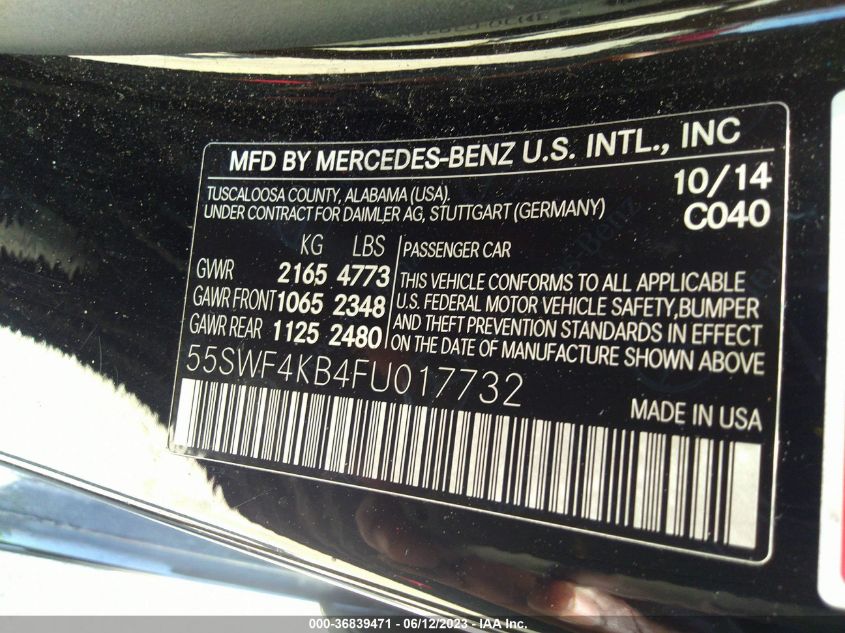 MFD BY MERCEDES-BENZ U.S. INTL., INC
TUSCALOOSA COUNTY, ALABAMA (USA). 10/14
UNDER CONTRACT FOR DAIMLER AG, STUTTGART (GERMANY) C040
KG LBS PASSENGER CAR
GVWR 2165 4773
GAWR FRONT 1065 2348
GAWR REAR 1125 2480
THIS VEHICLE CONFORMS TO ALL APPLICABLE
U.S. FEDERAL MOTOR VEHICLE SAFETY, BUMPER
AND THEFT PREVENTION STANDARDS IN EFFECT
ON THE DATE OF MANUFACTURE SHOWN ABOVE
55SWF4KB4FU017732
MADE IN USA
000-36839471 - 06/12/2023 - IAA Inc.